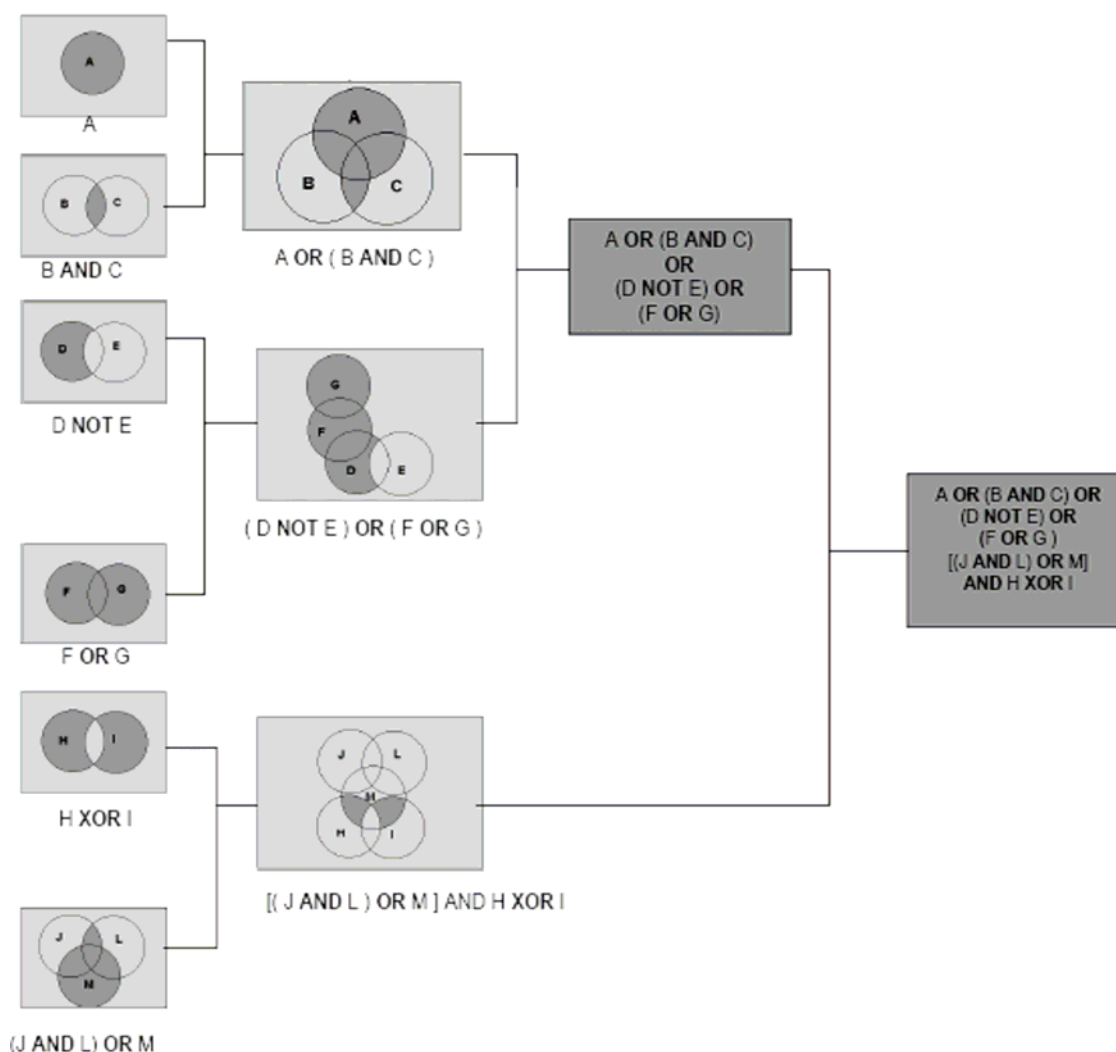 A
A
B
C
B AND C
D
E
D NOT E
F
G
F OR G
H
I
H XOR I
J
L
M
(J AND L) OR M
A
B
C
A OR ( B AND C )
G
F
D
E
( D NOT E ) OR ( F OR G )
J
L
H
H
I
[( J AND L ) OR M ] AND H XOR I
A OR (B AND C)
OR
(D NOT E) OR
(F OR G)
A OR (B AND C) OR
(D NOT E) OR
(F OR G )
[(J AND L) OR M]
AND H XOR I